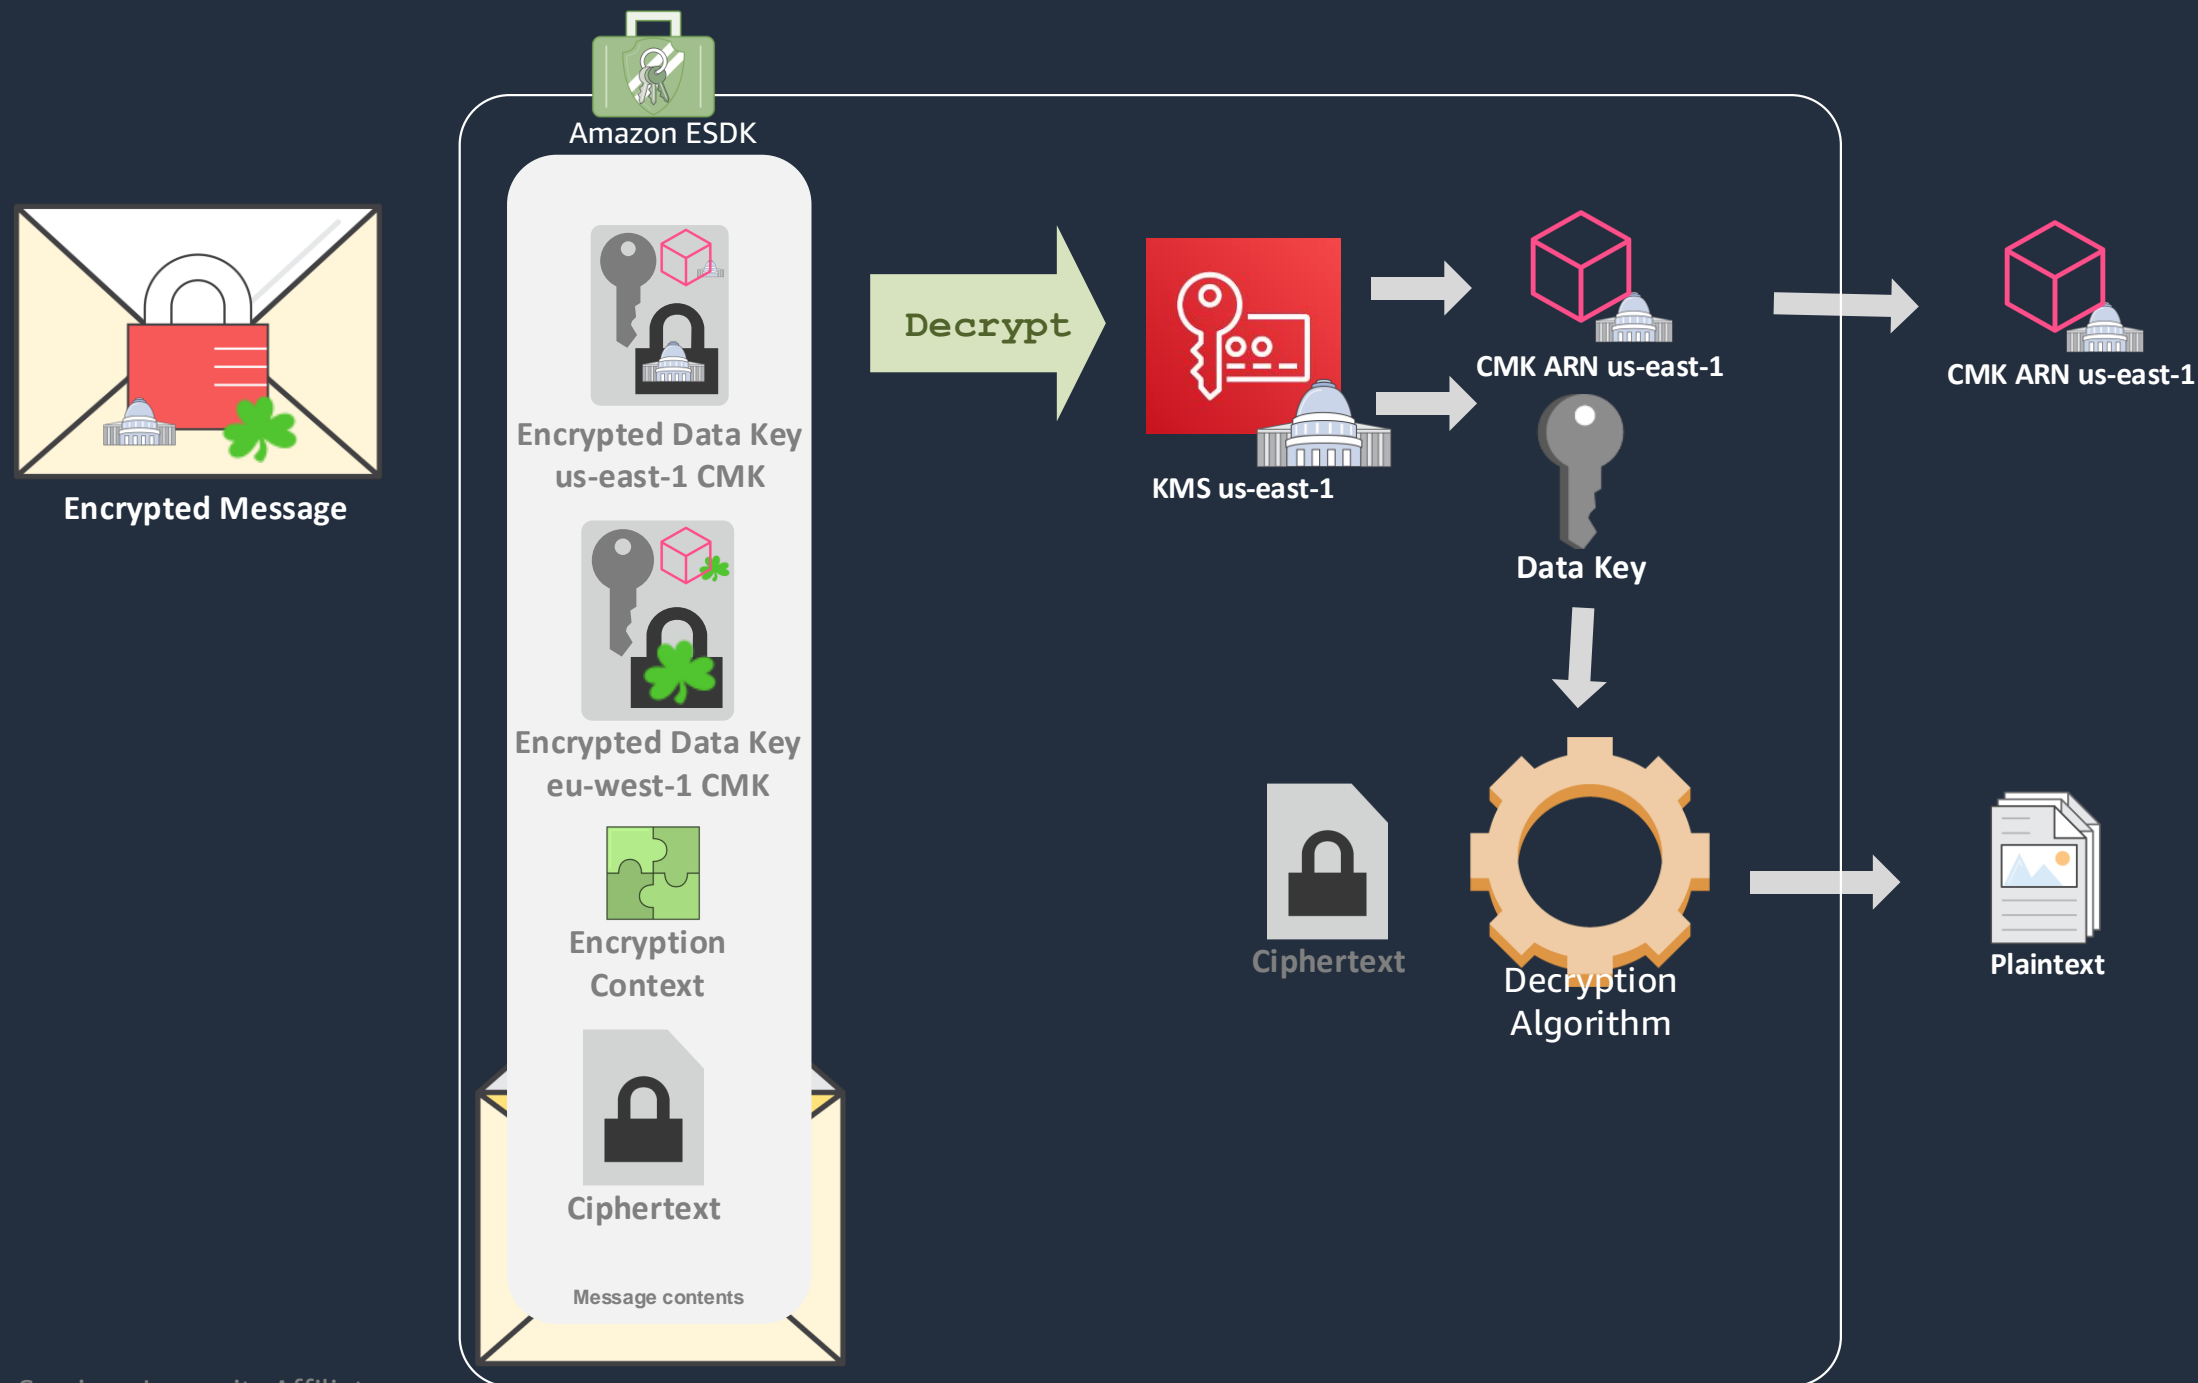 Amazon ESDK
Encrypted Message
Encrypted Data Key
us-east-1 CMK
Encrypted Data Key
eu-west-1 CMK
Encryption
Context
Ciphertext
Message contents
Decrypt
KMS us-east-1
CMK ARN us-east-1
Data Key
Ciphertext
Decryption
Algorithm
CMK ARN us-east-1
Plaintext